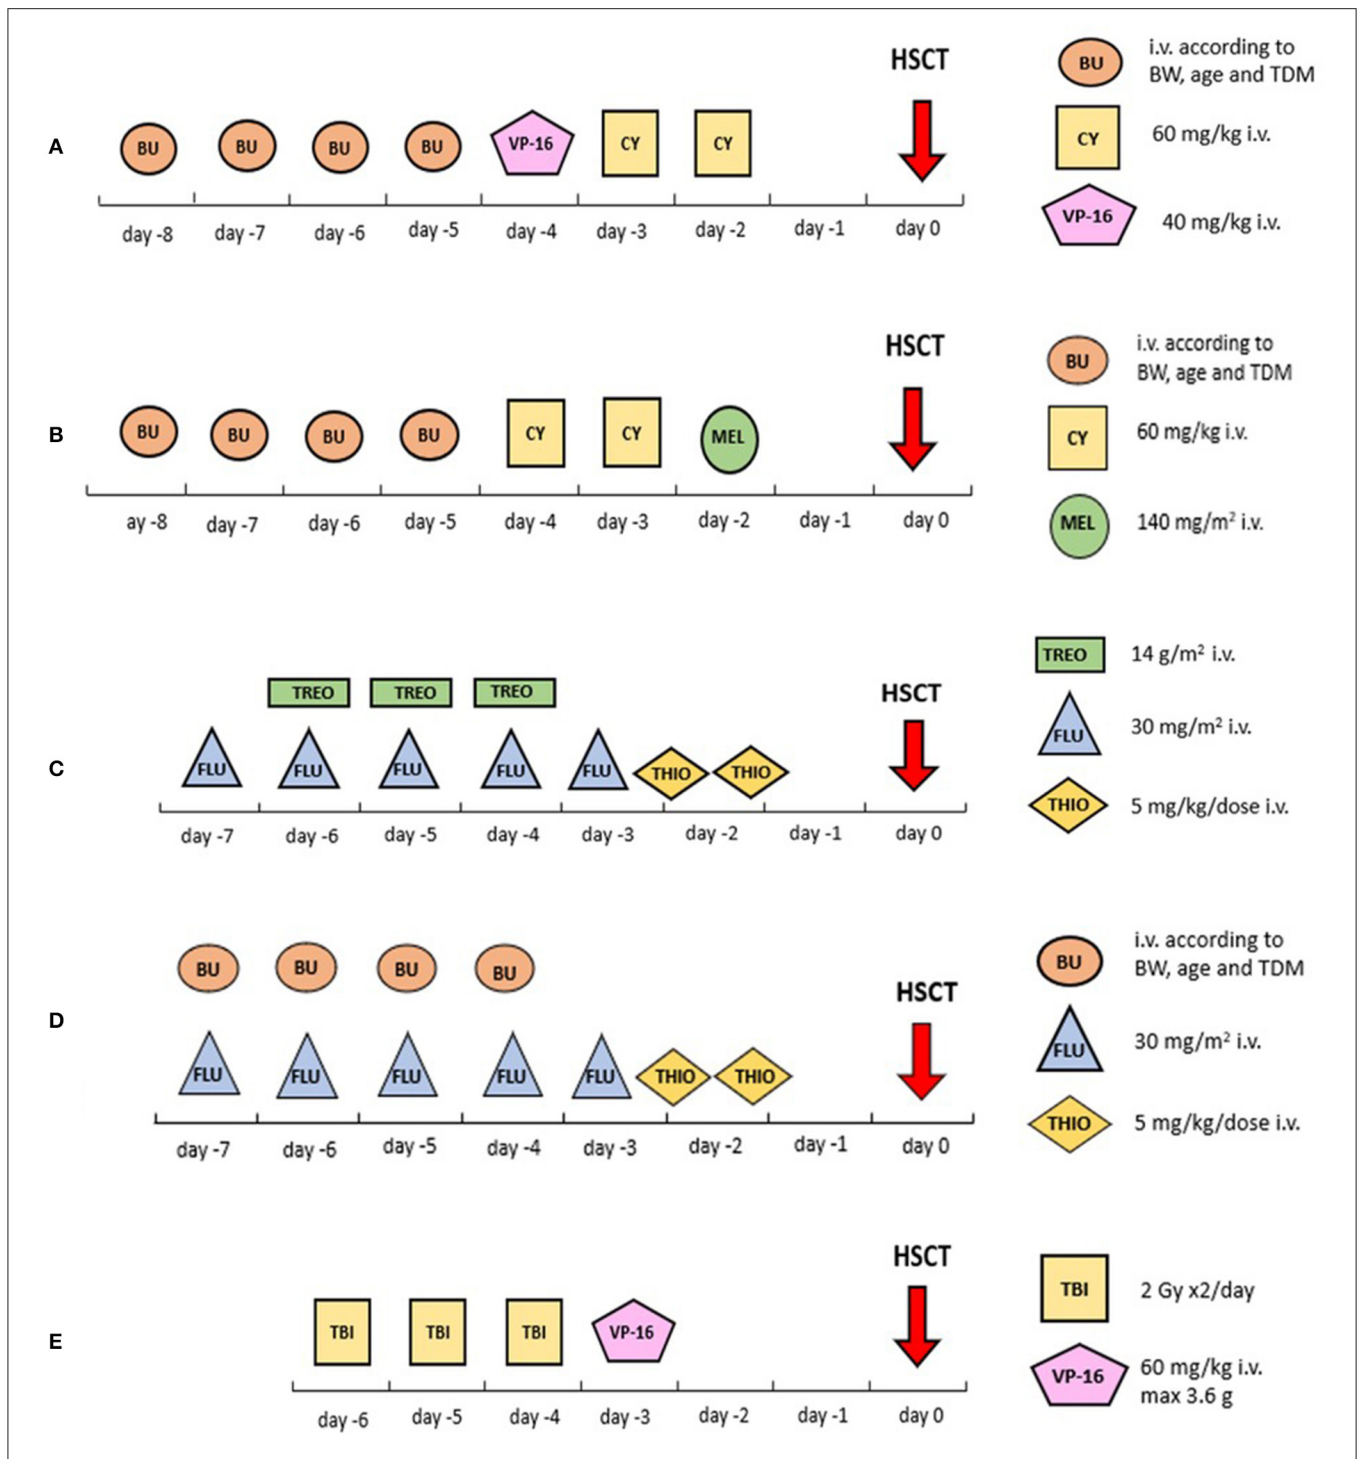 HSCT
i.v. according to
BW, age and TDM
BU
A
BU BU BU BU VP-16 CY CY
CY 60 mg/kg i.v.
VP-16 40 mg/kg i.v.
day -8 day -7 day -6 day -5 day -4 day -3 day -2 day -1 day 0
HSCT
i.v. according to
BW, age and TDM
BU
B
BU BU BU BU CY CY MEL
CY 60 mg/kg i.v.
ay -8 day -7 day -6 day -5 day -4 day -3 day -2 day -1 day 0
MEL 140 mg/m² i.v.
TREO 14 g/m² i.v.
TREO TREO TREO
HSCT
FLU 30 mg/m² i.v.
C
FLU FLU FLU FLU FLU THIO THIO
THIO 5 mg/kg/dose i.v.
day -7 day -6 day -5 day -4 day -3 day -2 day -1 day 0
BU BU BU BU
i.v. according to
BW, age and TDM
BU
HSCT
D
FLU 30 mg/m² i.v.
FLU FLU FLU FLU FLU THIO THIO
THIO 5 mg/kg/dose i.v.
day -7 day -6 day -5 day -4 day -3 day -2 day -1 day 0
HSCT
TBI 2 Gy x2/day
E
TBI TBI TBI VP-16
VP-16 60 mg/kg i.v.
max 3.6 g
day -6 day -5 day -4 day -3 day -2 day -1 day 0